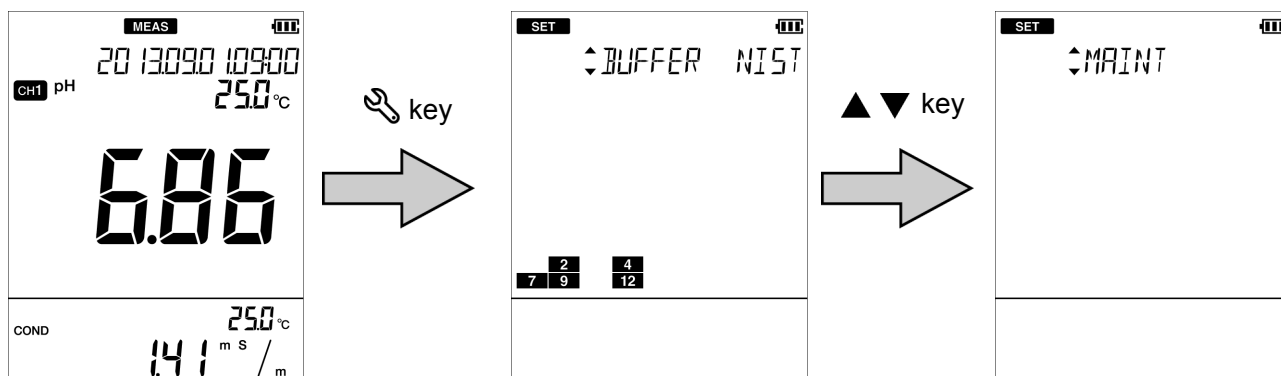 MEAS
2013.09.01.09:00
CH1 pH
25.0 °C
6.86
COND
25.0 °C
1.41 m S / m
key
SET
BUFFER NIST
2 4
7 9 12
▲ ▼ key
SET
MAINT